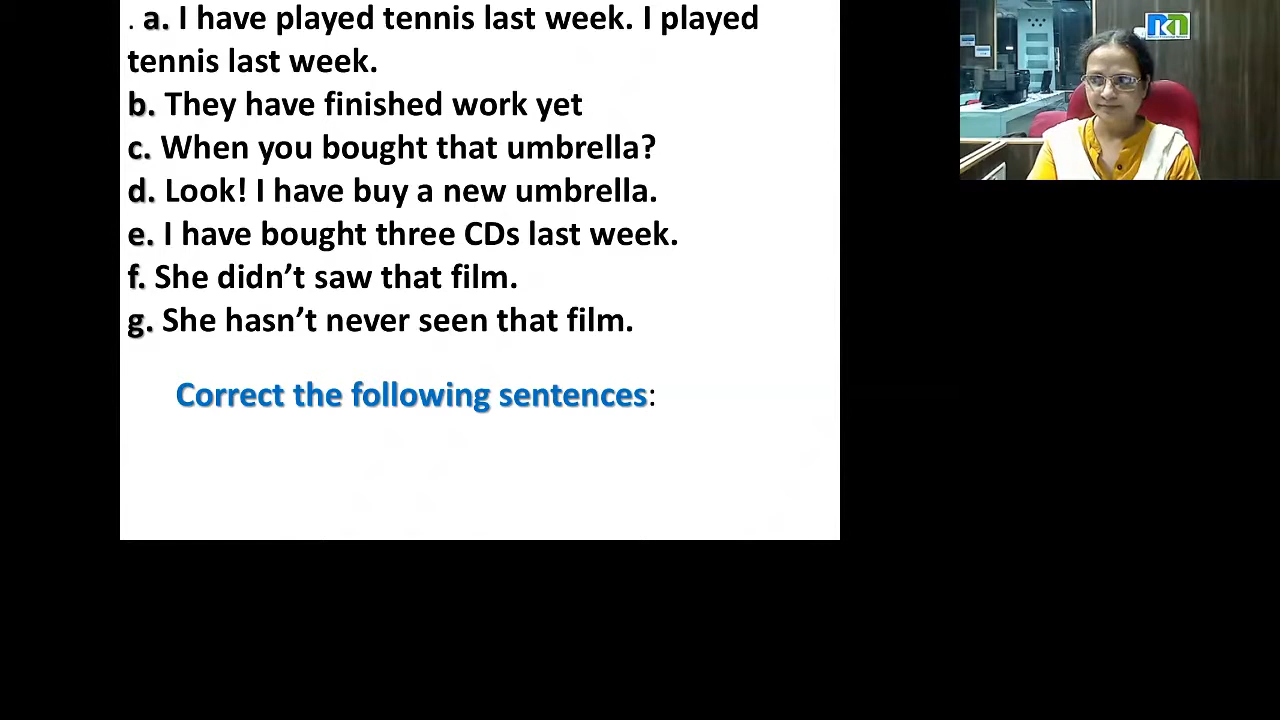 . a. I have played tennis last week. I played
tennis last week.
b. They have finished work yet
c. When you bought that umbrella?
d. Look! I have buy a new umbrella.
e. I have bought three CDs last week.
f. She didn’t saw that film.
g. She hasn’t never seen that film.
Correct the following sentences: